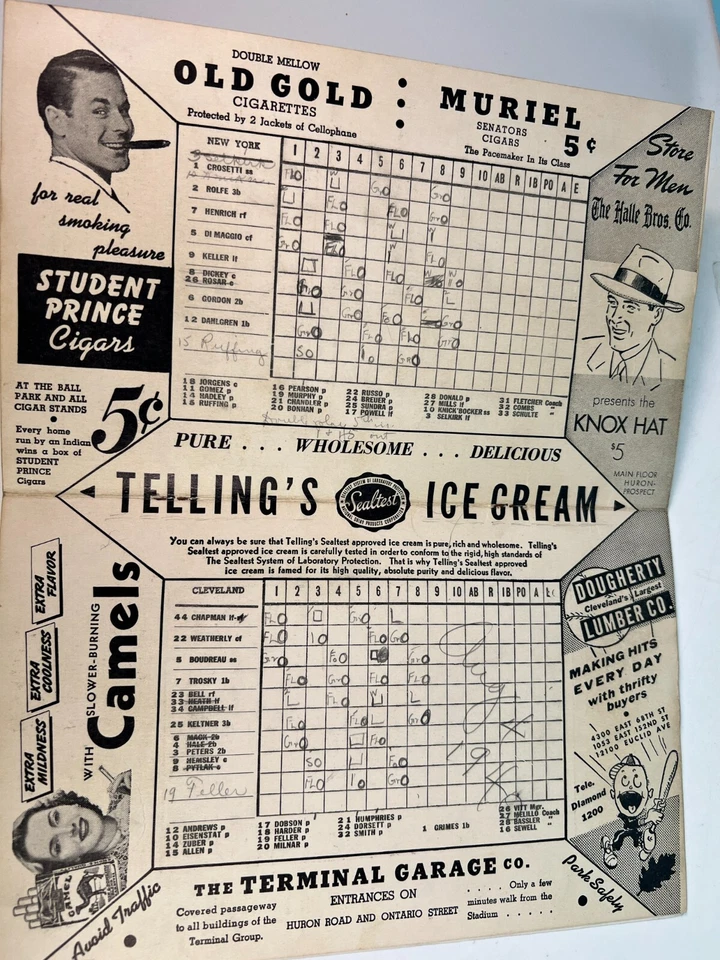 DOUBLE MELLOW
OLD GOLD
CIGARETTES
Protected by 2 Jackets of Cellophane
MURIEL
SENATORS
CIGARS 5¢
The Pacemaker In Its Class
for real
smoking
pleasure
STUDENT
PRINCE
Cigars
AT THE BALL
PARK AND ALL
CIGAR STANDS
5¢
Every home
run by an Indian
wins a box of
STUDENT
PRINCE
Cigars
Store
For Men
The Halle Bros. Co.
presents the
KNOX HAT
$5
MAIN FLOOR
HURON-
PROSPECT
NEW YORK 1 2 3 4 5 6 7 8 9 10 AB R IB PO A E
Selkirk
1 CROSETTI ss
2 ROLFE 3b
7 HENRICH rf
5 DI MAGGIO cf
9 KELLER lf
8 DICKEY c
26 ROSAR c
6 GORDON 2b
12 DAHLGREN 1b
15 Ruffing
18 JORGENS c
11 GOMEZ p
14 HADLEY p
15 RUFFING p
16 PEARSON p
19 MURPHY p
21 CHANDLER p
20 BONHAN p
22 RUSSO p
24 BREUER p
25 SUNDRA p
17 POWELL lf
28 DONALD p
27 MILLS lf
10 KNICK'BOCKER ss
3 SELKIRK lf
31 FLETCHER Coach
32 COMBS "
33 SCHULTE "
PURE . . . WHOLESOME . . . DELICIOUS
TELLING'S Sealtest ICE CREAM
You can always be sure that Telling's Sealtest approved ice cream is pure, rich and wholesome. Telling's
Sealtest approved ice cream is carefully tested in order to conform to the rigid, high standards of
The Sealtest System of Laboratory Protection. That is why Telling's Sealtest approved
ice cream is famed for its high quality, absolute purity and delicious flavor.
EXTRA FLAVOR
EXTRA COOLNESS
EXTRA MILDNESS
WITH SLOWER-BURNING
Camels
CAMEL
CLEVELAND 1 2 3 4 5 6 7 8 9 10 AB R IB PO A E
44 CHAPMAN lf-cf
22 WEATHERLY cf
5 BOUDREAU ss
7 TROSKY 1b
23 BELL rf
33 HEATH lf
34 CAMPBELL lf
25 KELTNER 3b
6 MACK 2b
4 HALE 2b
3 PETERS 2b
9 HEMSLEY c
8 PYTLAK c
19 Feller
Aug
19
12 ANDREWS p
10 EISENSTAT p
14 ZUBER p
15 ALLEN p
17 DOBSON p
18 HARDER p
19 FELLER p
20 MILNAR p
21 HUMPHRIES p
24 DORSETT p
32 SMITH p
1 GRIMES 1b
26 VITT Mgr.
27 MELILLO Coach
28 BASSLER "
16 SEWELL "
DOUGHERTY
Cleveland's Largest
LUMBER CO.
MAKING HITS
EVERY DAY
with thrifty
buyers
4300 EAST 68TH ST
1053 EAST 152ND ST
12100 EUCLID AVE
Tele.
Diamond
1200
Avoid Traffic
THE TERMINAL GARAGE CO.
Covered passageway
to all buildings of the
Terminal Group.
ENTRANCES ON
HURON ROAD AND ONTARIO STREET
. . . . . Only a few
minutes walk from the
Stadium . . . . . .
Park Safely